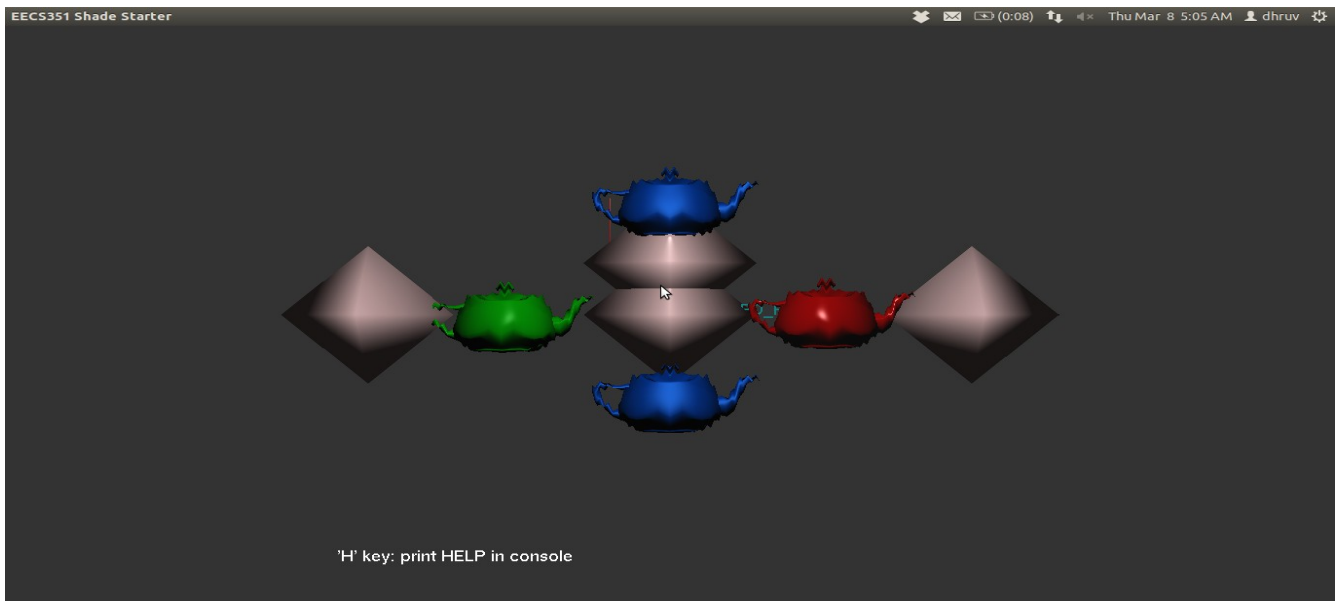 EECS351 Shade Starter (0:08) Thu Mar 8 5:05 AM dhruv
'H' key: print HELP in console